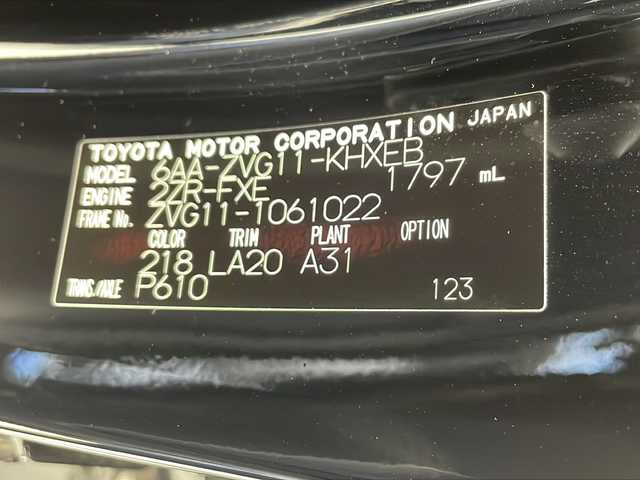 TOYOTA MOTOR CORPORATION JAPAN
MODEL 6AA-ZVG11-KHXEB
ENGINE 2ZR-FXE 1797 mL
FRAME No. ZVG11-1061022
COLOR TRIM PLANT OPTION
218 LA20 A31
TRANS./AXLE P610 123